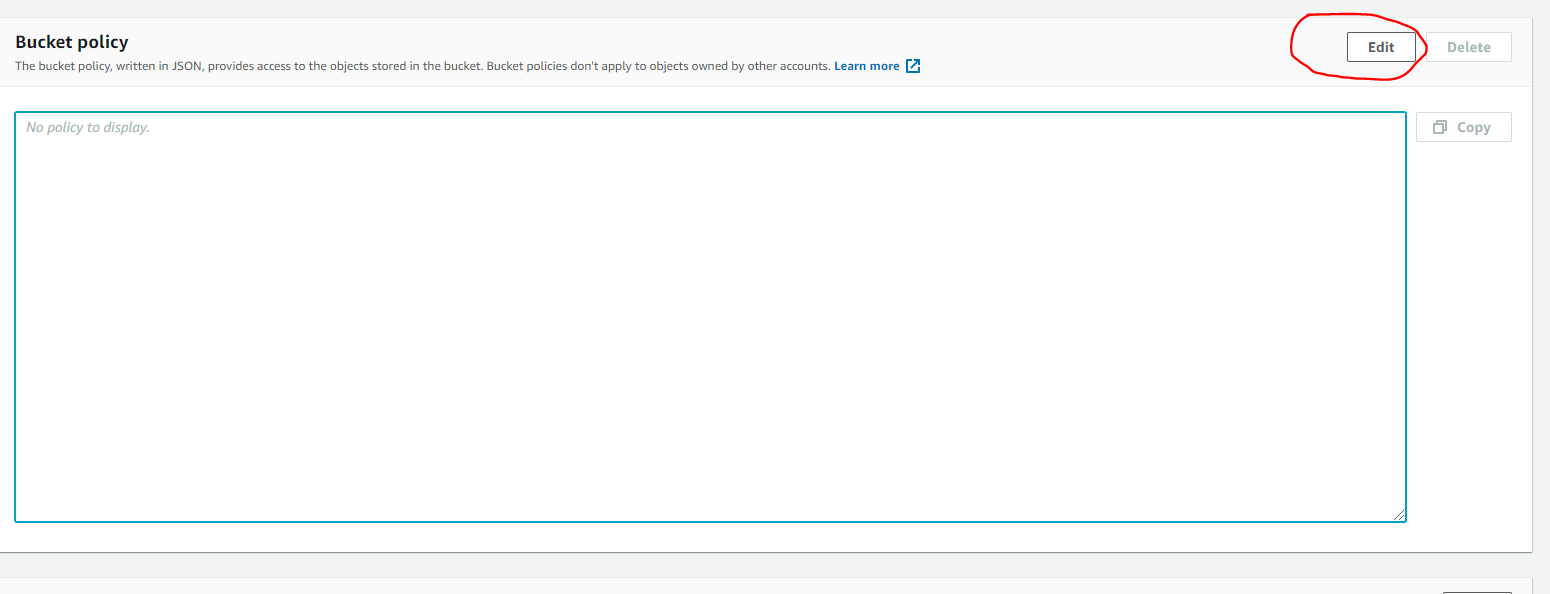 Bucket policy
Edit
Delete
The bucket policy, written in JSON, provides access to the objects stored in the bucket. Bucket policies don't apply to objects owned by other accounts. Learn more
No policy to display.
Copy